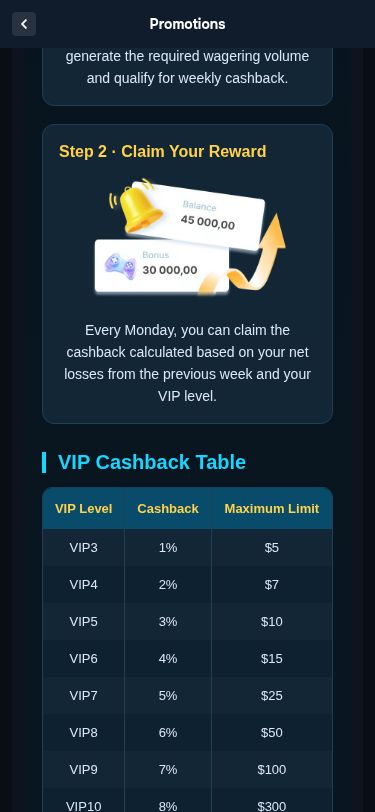 Promotions
generate the required wagering volume
and qualify for weekly cashback.
Step 2 · Claim Your Reward
Balance
45 000,00
Bonus
30 000,00
Every Monday, you can claim the
cashback calculated based on your net
losses from the previous week and your
VIP level.
VIP Cashback Table
VIP Level Cashback Maximum Limit
VIP3 1% $5
VIP4 2% $7
VIP5 3% $10
VIP6 4% $15
VIP7 5% $25
VIP8 6% $50
VIP9 7% $100
VIP10 8% $300